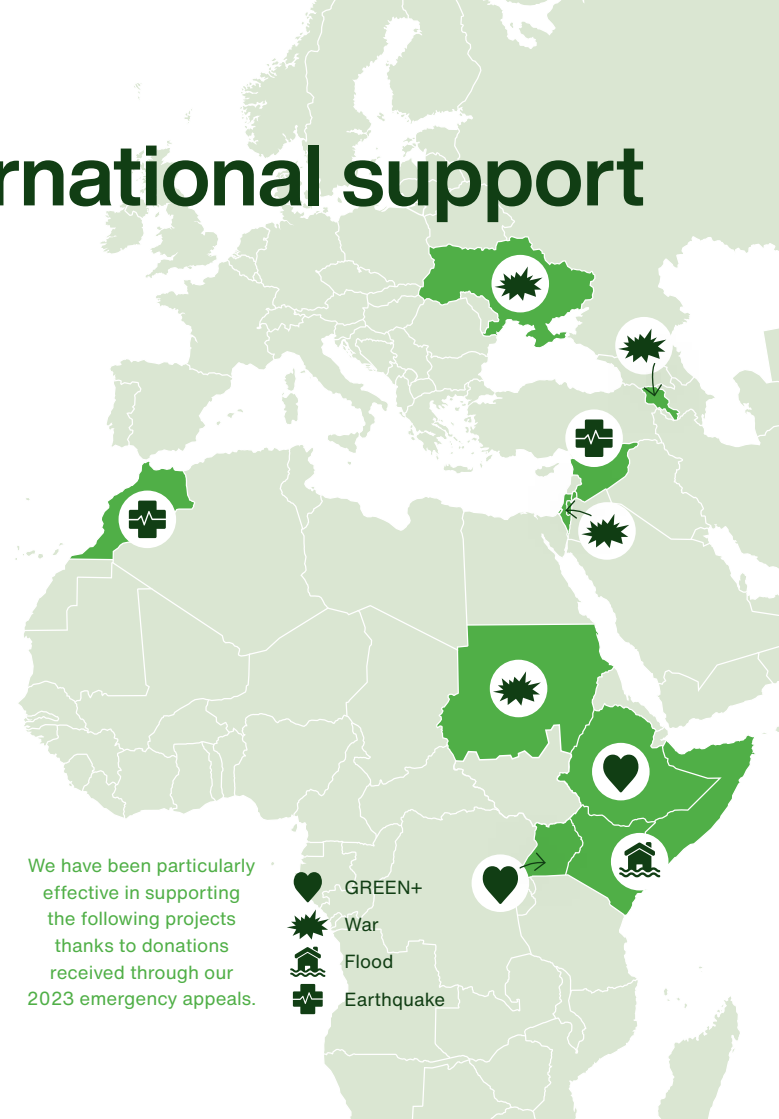 rnational support
We have been particularly
effective in supporting
the following projects
thanks to donations
received through our
2023 emergency appeals.
GREEN+
War
Flood
Earthquake